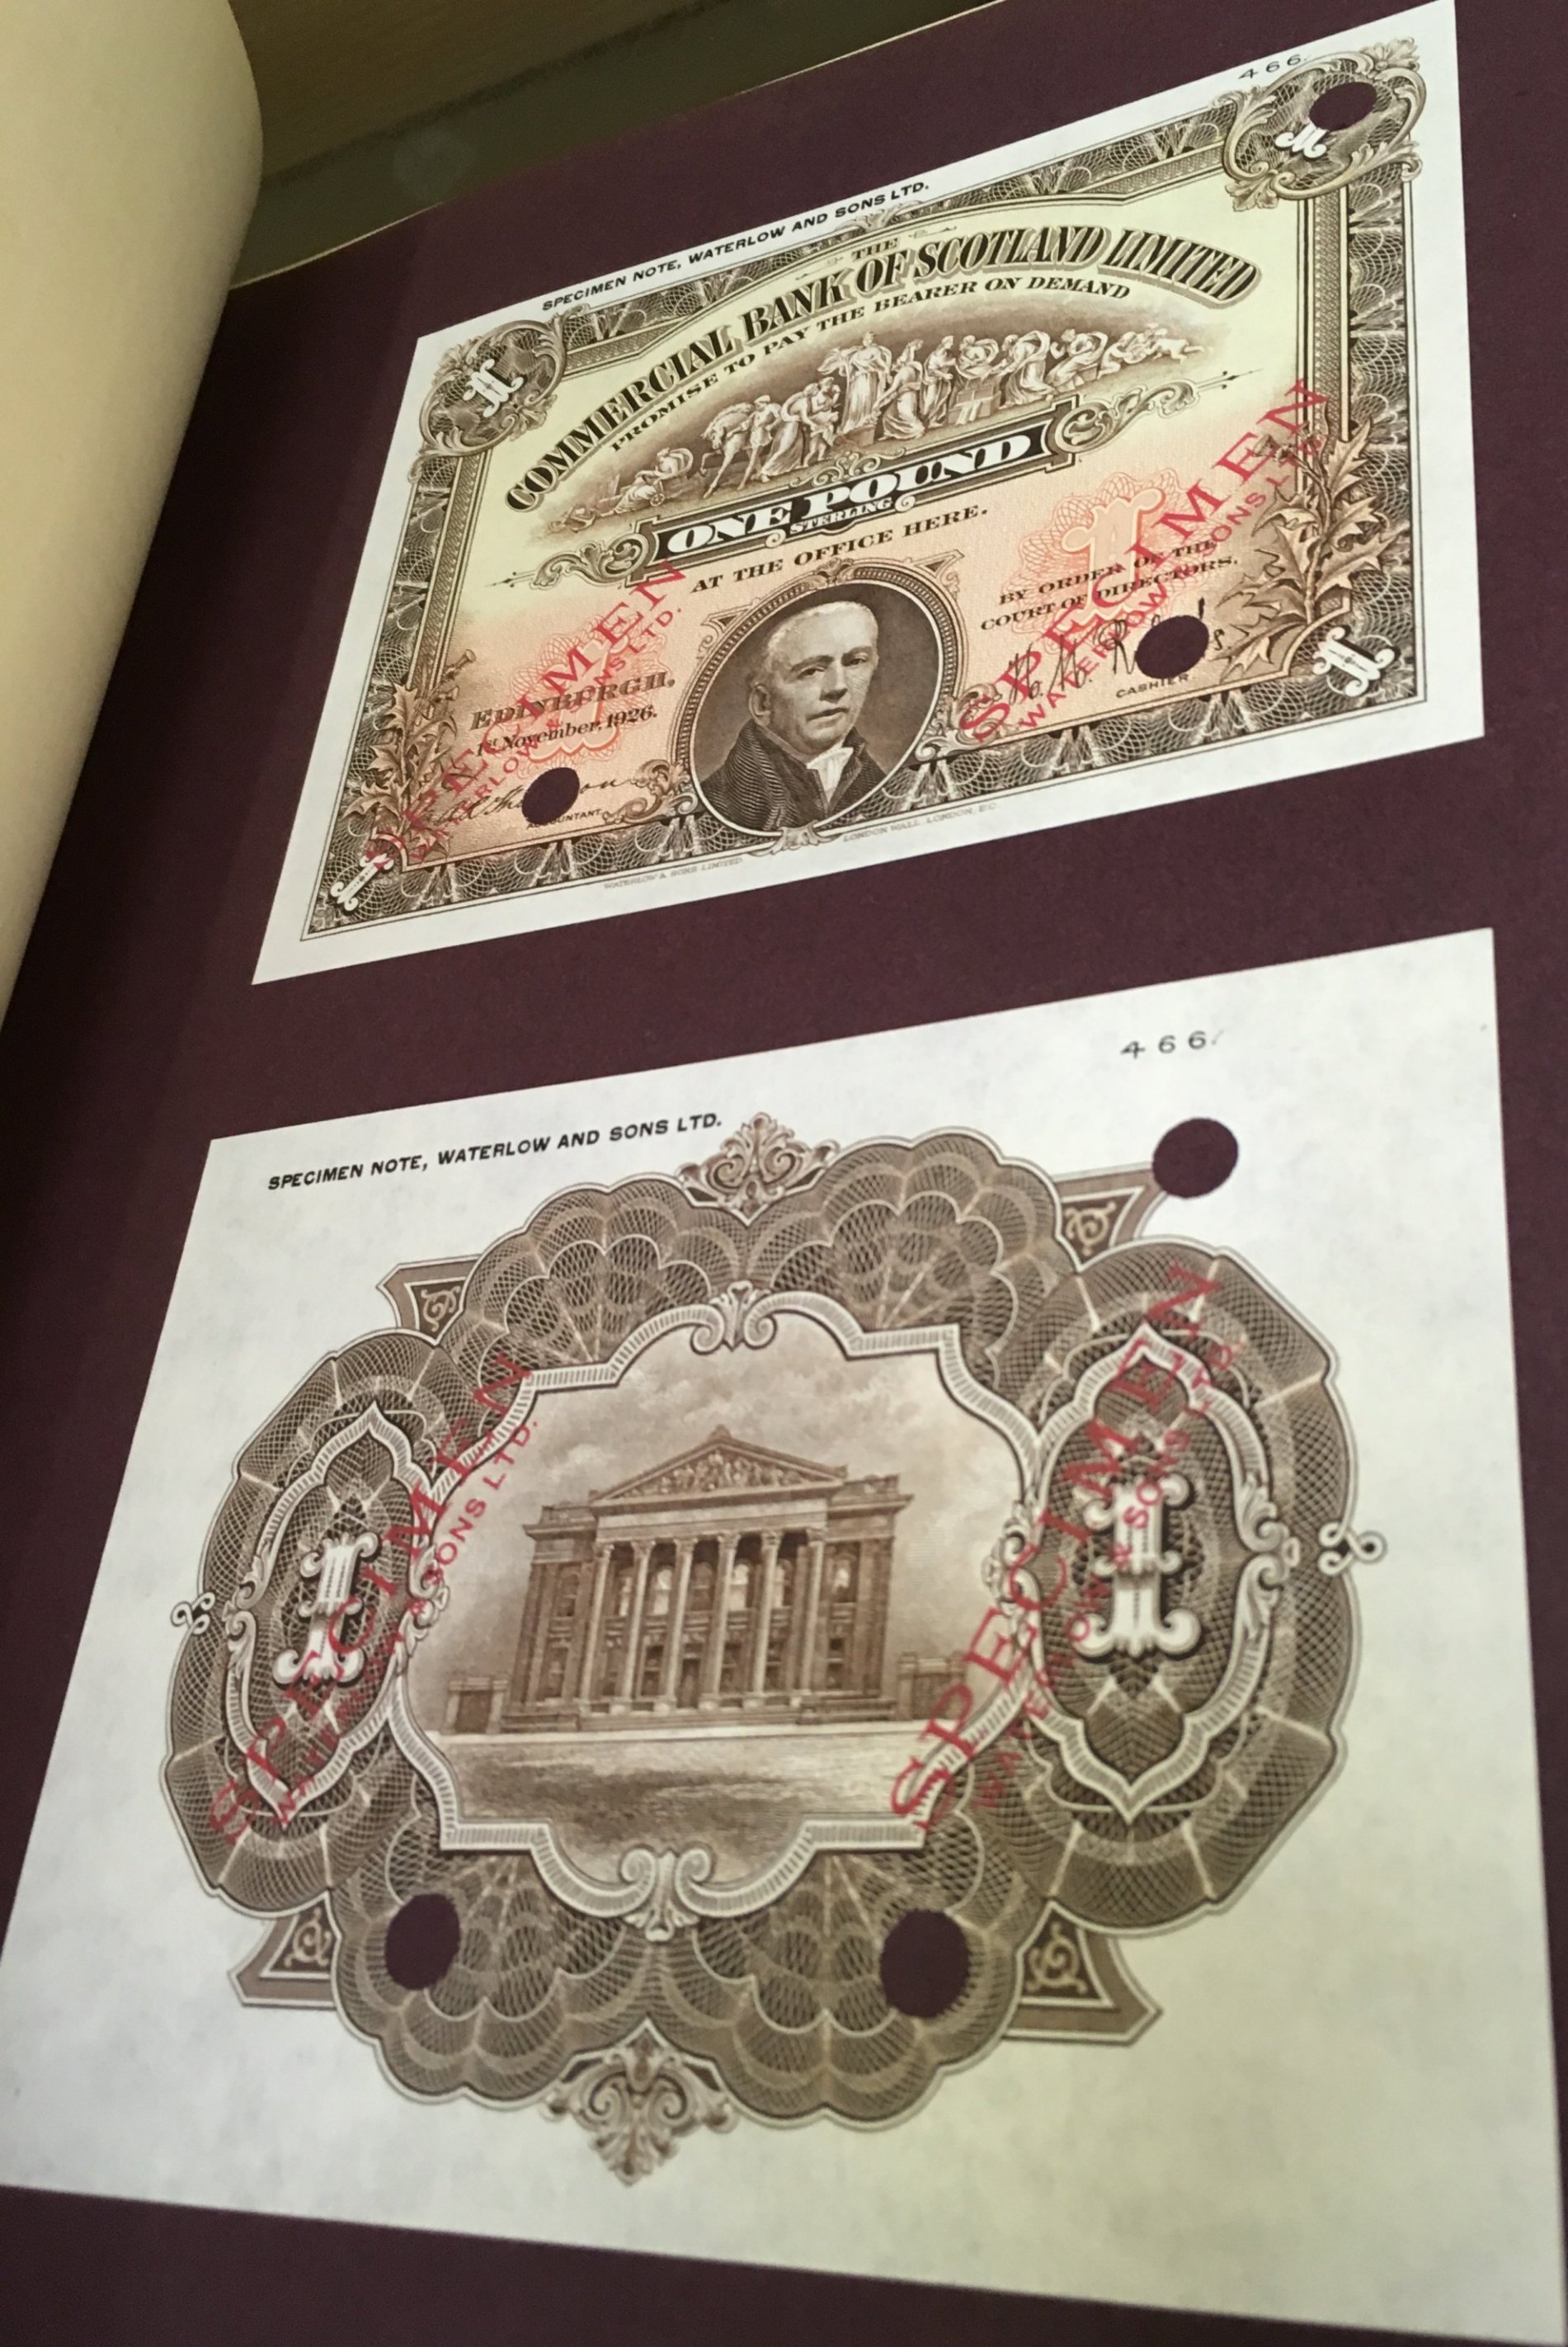 466
SPECIMEN NOTE, WATERLOW AND SONS LTD.
THE
COMMERCIAL BANK OF SCOTLAND LIMITED
PROMISE TO PAY THE BEARER ON DEMAND
ONE POUND
STERLING
AT THE OFFICE HERE.
BY ORDER OF THE
COURT OF DIRECTORS.
CASHIER
EDINBURGH,
1st November, 1926.
ACCOUNTANT
SPECIMEN
WATERLOW & SONS LTD.
SPECIMEN
WATERLOW & SONS LTD.
WATERLOW & SONS LIMITED. LONDON WALL, LONDON, E.C.
466
SPECIMEN NOTE, WATERLOW AND SONS LTD.
1
1
SPECIMEN
WATERLOW & SONS LTD.
SPECIMEN
WATERLOW & SONS LTD.